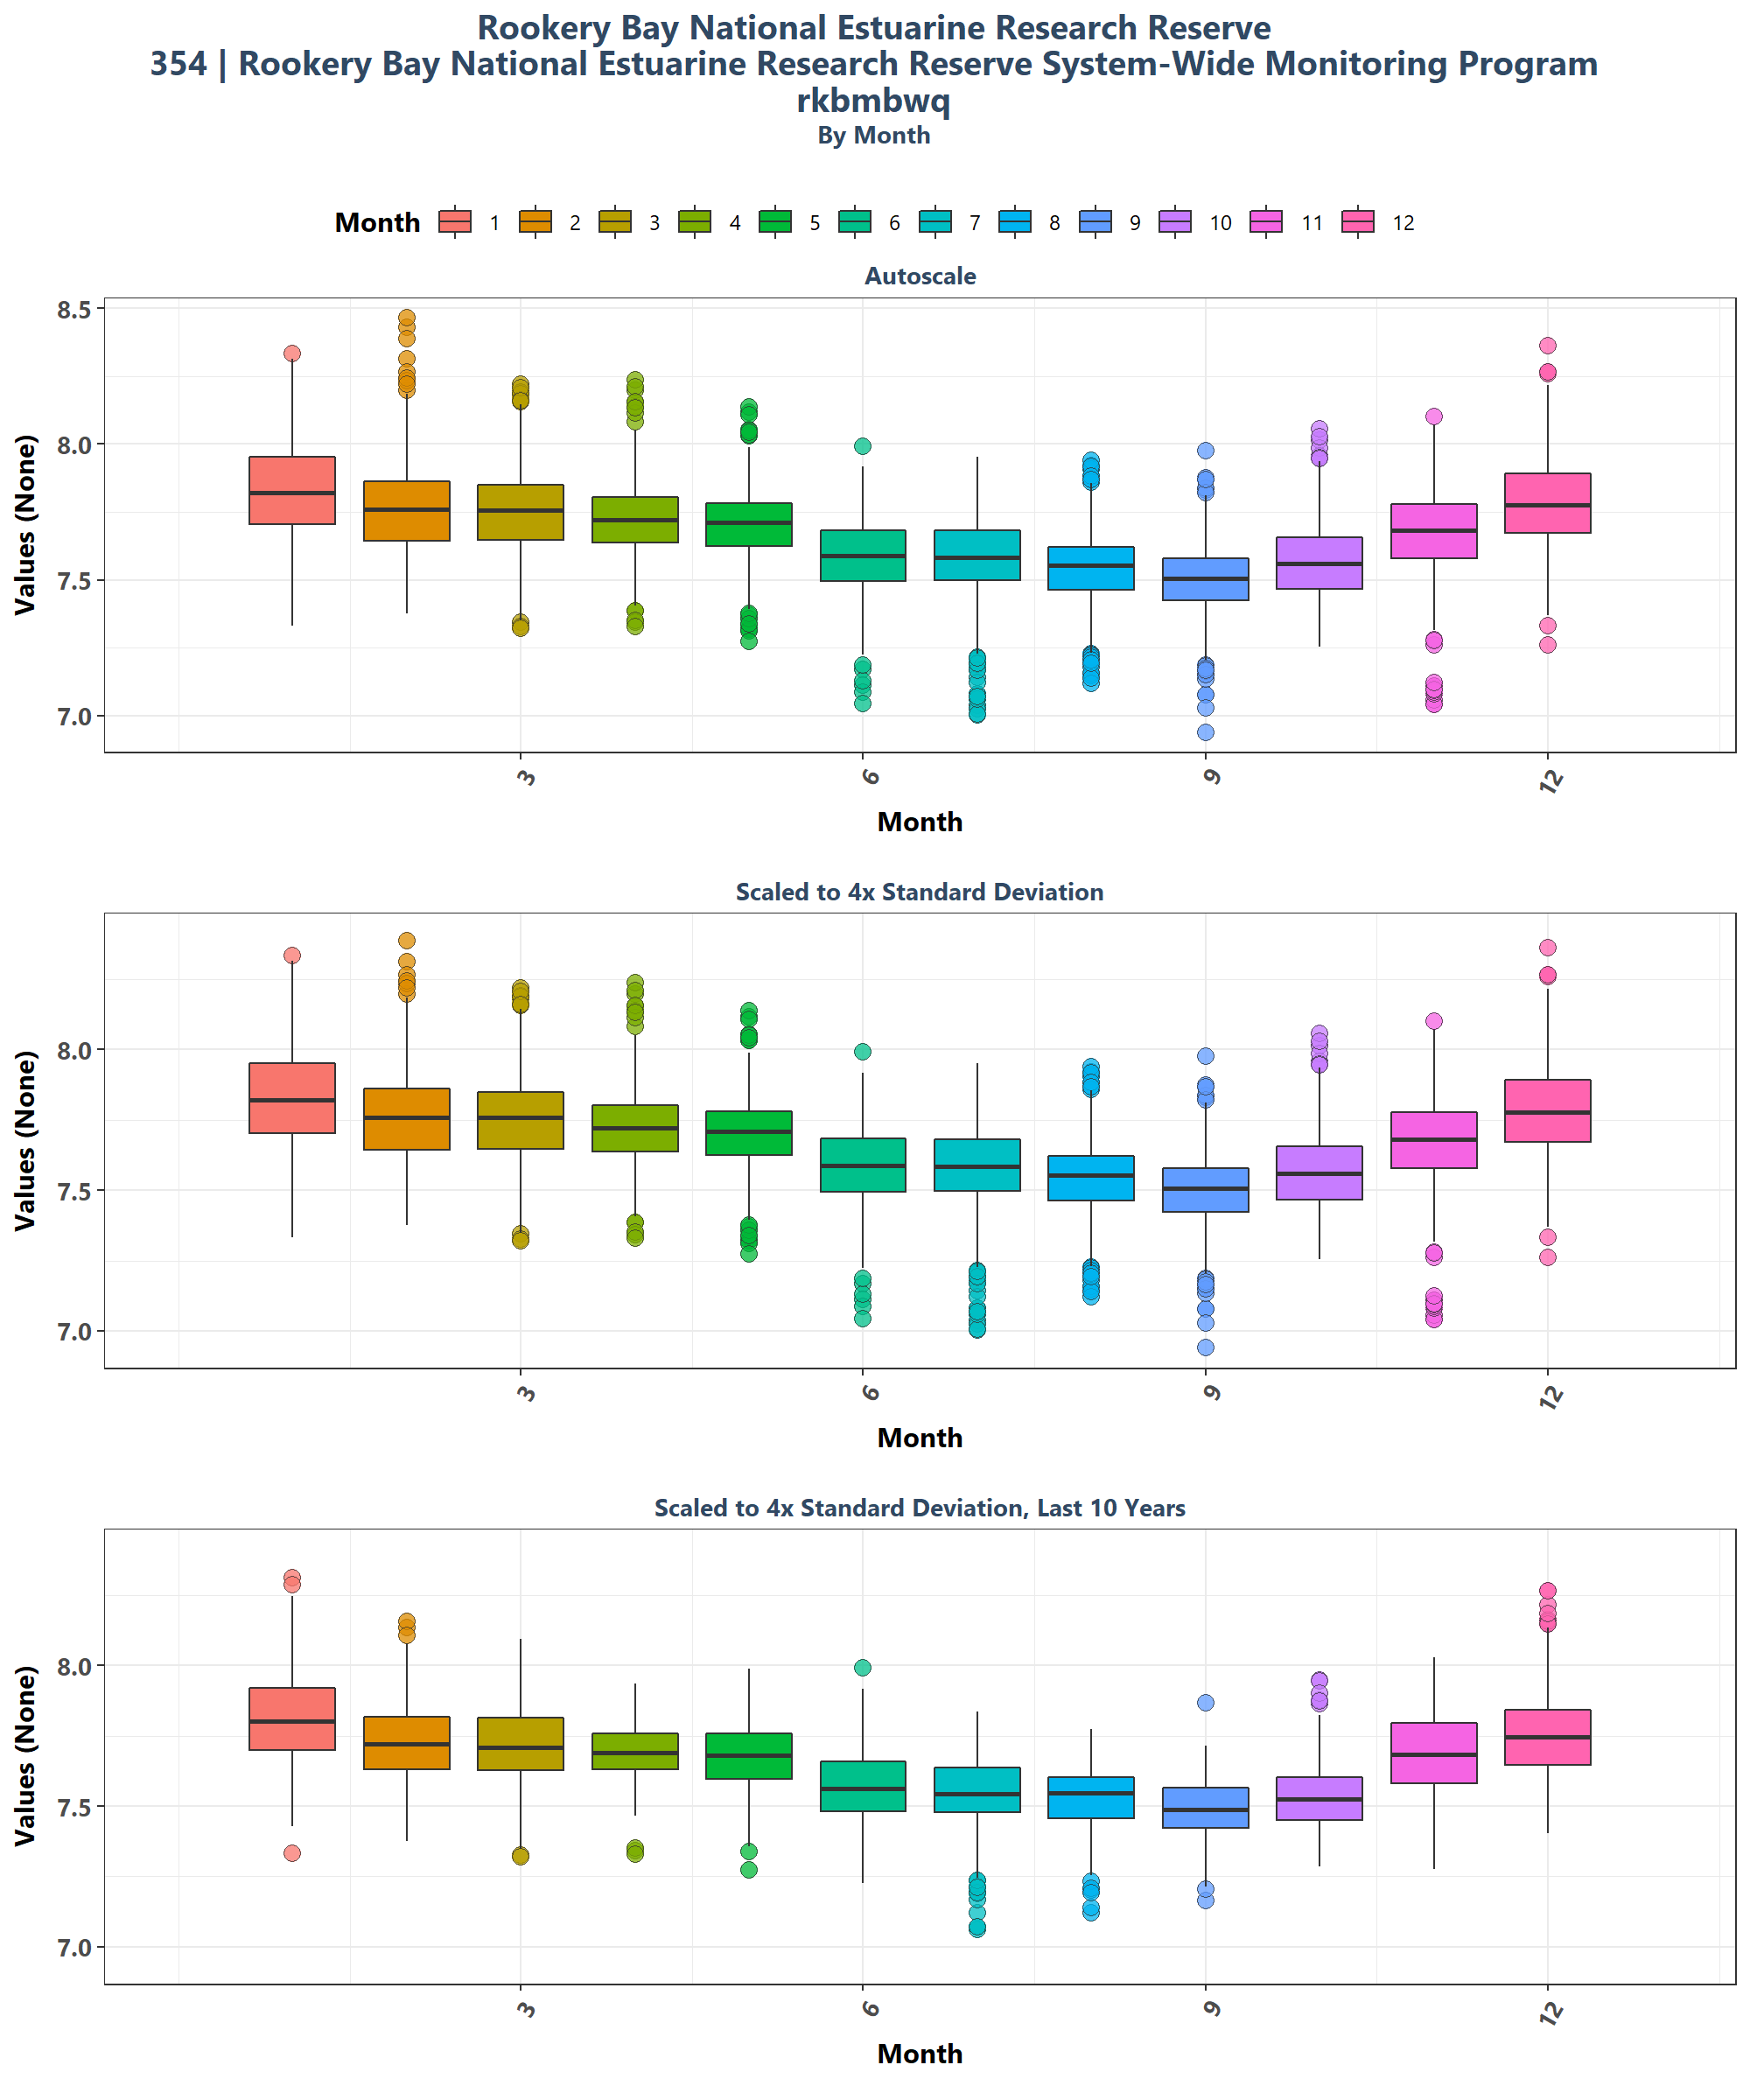 Rookery Bay National Estuarine Research Reserve
354 | Rookery Bay National Estuarine Research Reserve System-Wide Monitoring Program
rkbmbwq
By Month
Month 1 2 3 4 5 6 7 8 9 10 11 12
Autoscale
Values (None)
8.5
8.0
7.5
7.0
3 6 9 12
Month
Scaled to 4x Standard Deviation
Values (None)
8.0
7.5
7.0
3 6 9 12
Month
Scaled to 4x Standard Deviation, Last 10 Years
Values (None)
8.0
7.5
7.0
3 6 9 12
Month